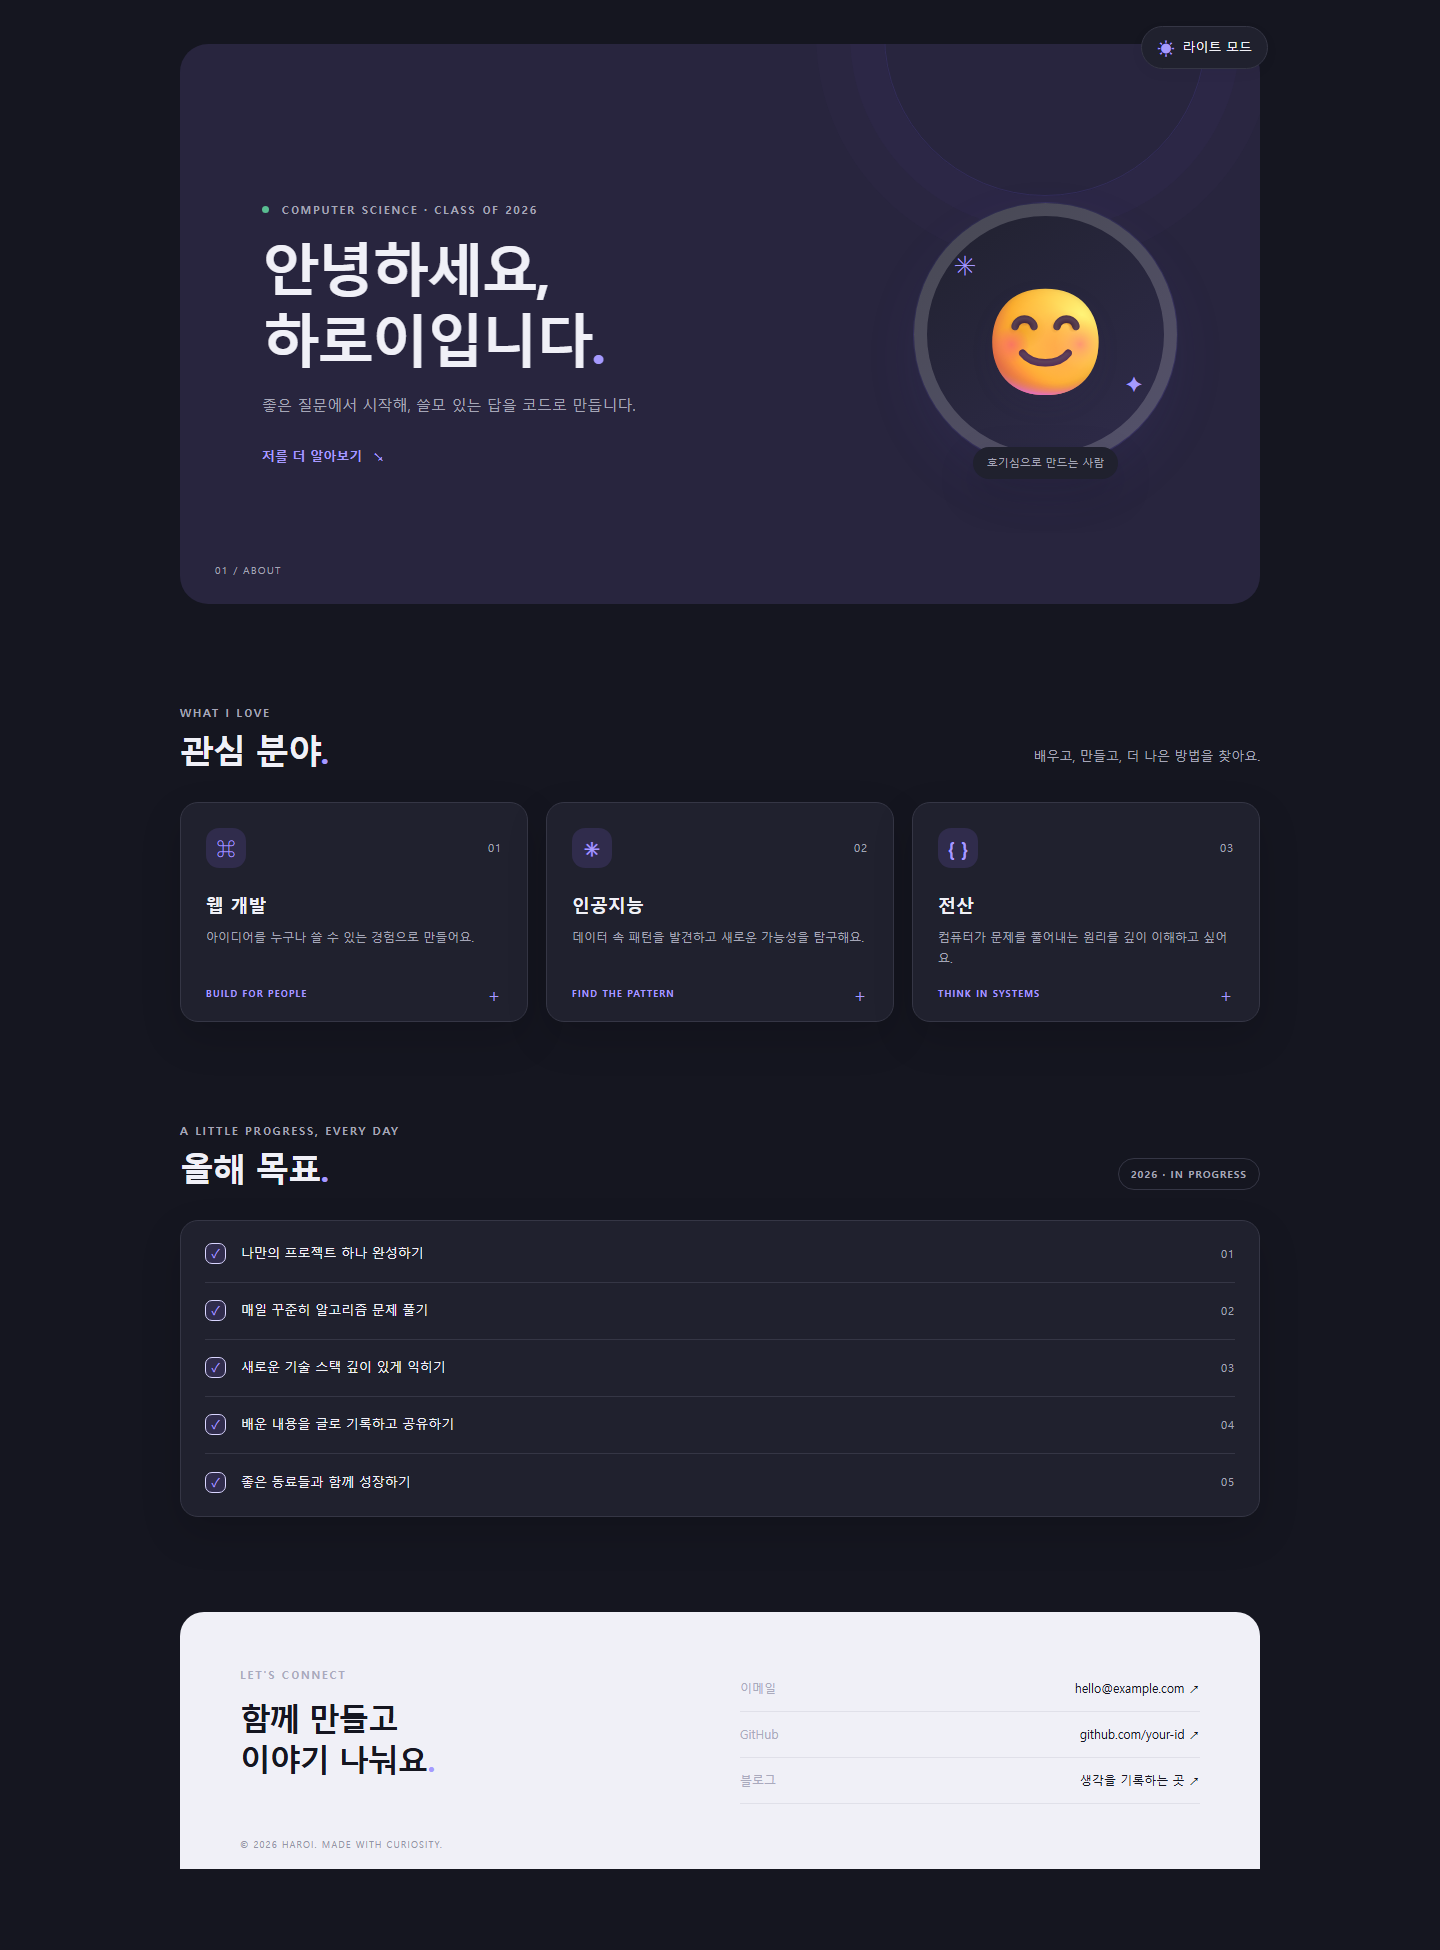 라이트 모드
COMPUTER SCIENCE · CLASS OF 2026
안녕하세요,
하로이입니다.
좋은 질문에서 시작해, 쓸모 있는 답을 코드로 만듭니다.
저를 더 알아보기 ↘
호기심으로 만드는 사람
01 / ABOUT
WHAT I LOVE
관심 분야.
배우고, 만들고, 더 나은 방법을 찾아요.
⌘ 01
웹 개발
아이디어를 누구나 쓸 수 있는 경험으로 만들어요.
BUILD FOR PEOPLE +
02
인공지능
데이터 속 패턴을 발견하고 새로운 가능성을 탐구해요.
FIND THE PATTERN +
{ } 03
전산
컴퓨터가 문제를 풀어내는 원리를 깊이 이해하고 싶어
요.
THINK IN SYSTEMS +
A LITTLE PROGRESS, EVERY DAY
올해 목표.
2026 · IN PROGRESS
✓ 나만의 프로젝트 하나 완성하기 01
✓ 매일 꾸준히 알고리즘 문제 풀기 02
✓ 새로운 기술 스택 깊이 있게 익히기 03
✓ 배운 내용을 글로 기록하고 공유하기 04
✓ 좋은 동료들과 함께 성장하기 05
LET'S CONNECT
함께 만들고
이야기 나눠요.
이메일 hello@example.com ↗
GitHub github.com/your-id ↗
블로그 생각을 기록하는 곳 ↗
© 2026 HAROI. MADE WITH CURIOSITY.